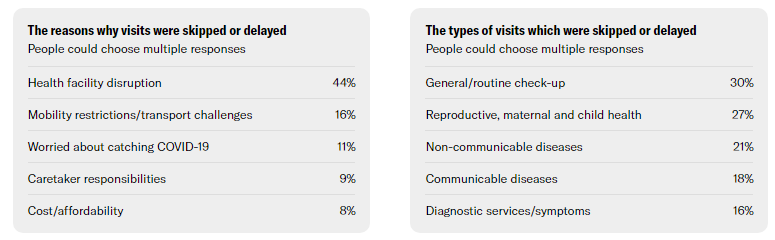 The reasons why visits were skipped or delayed
People could choose multiple responses
Health facility disruption 44%
Mobility restrictions/transport challenges 16%
Worried about catching COVID-19 11%
Caretaker responsibilities 9%
Cost/affordability 8%
The types of visits which were skipped or delayed
People could choose multiple responses
General/routine check-up 30%
Reproductive, maternal and child health 27%
Non-communicable diseases 21%
Communicable diseases 18%
Diagnostic services/symptoms 16%